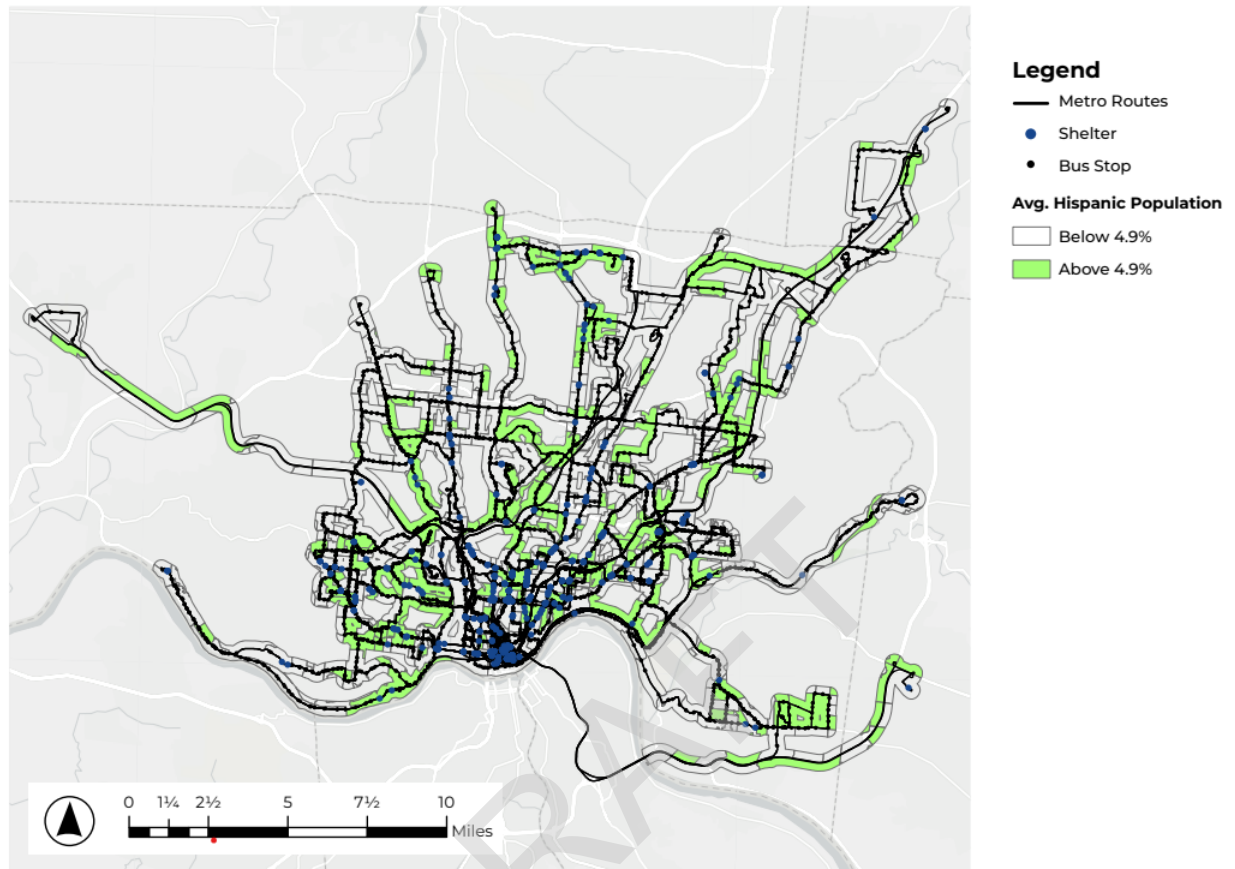 Legend
Metro Routes
Shelter
Bus Stop
Avg. Hispanic Population
Below 4.9%
Above 4.9%
DRAFT
0 1¼ 2½ 5 7½ 10
Miles